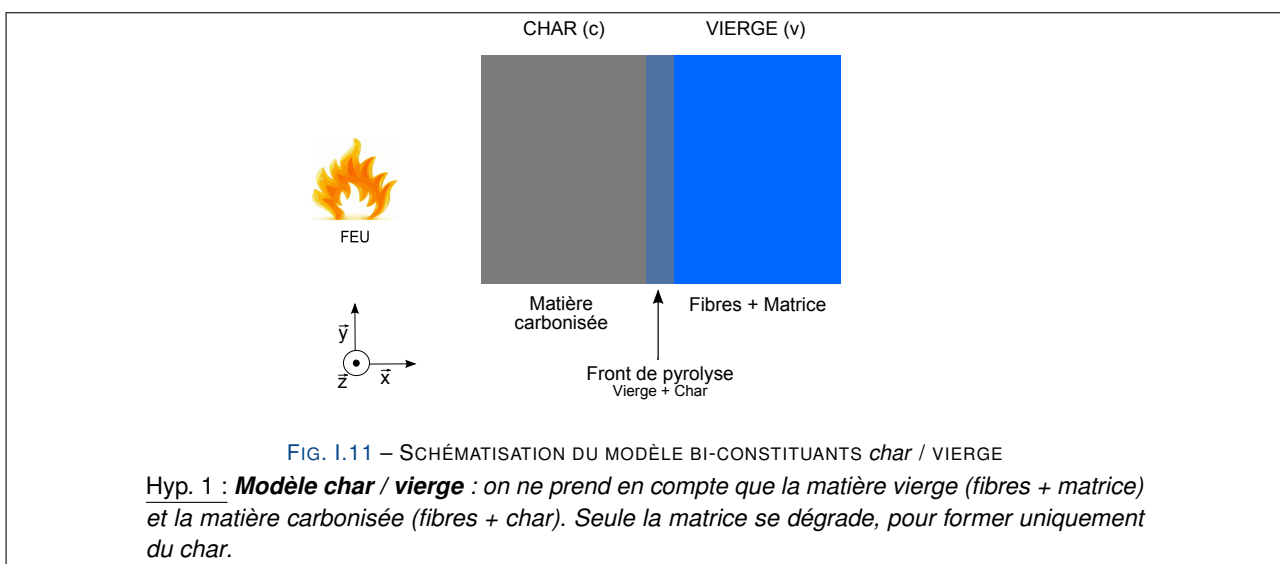 CHAR (c)
VIERGE (v)
FEU
Matière
carbonisée
Fibres + Matrice
Front de pyrolyse
Vierge + Char
y⃗
z⃗
x⃗
FIG. I.11 – SCHÉMATISATION DU MODÈLE BI-CONSTITUANTS char / VIERGE
Hyp. 1 : Modèle char / vierge : on ne prend en compte que la matière vierge (fibres + matrice)
et la matière carbonisée (fibres + char). Seule la matrice se dégrade, pour former uniquement
du char.